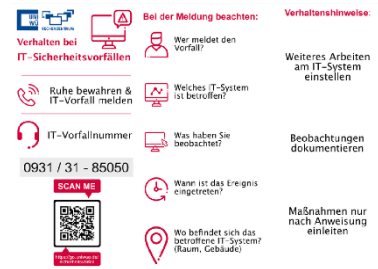 UNI
WÜ
Verhalten bei
IT-Sicherheitsvorfällen
Ruhe bewahren &
IT-Vorfall melden
IT-Vorfallnummer
0931 / 31 - 85050
SCAN ME
Bei der Meldung beachten:
Wer meldet den
Vorfall?
Welches IT-System
ist betroffen?
Was haben Sie
beobachtet?
Wann ist das Ereignis
eingetreten?
Wo befindet sich das
betroffene IT-System?
(Raum, Gebäude)
Verhaltenshinweise:
Weiteres Arbeiten
am IT-System
einstellen
Beobachtungen
dokumentieren
Maßnahmen nur
nach Anweisung
einleiten